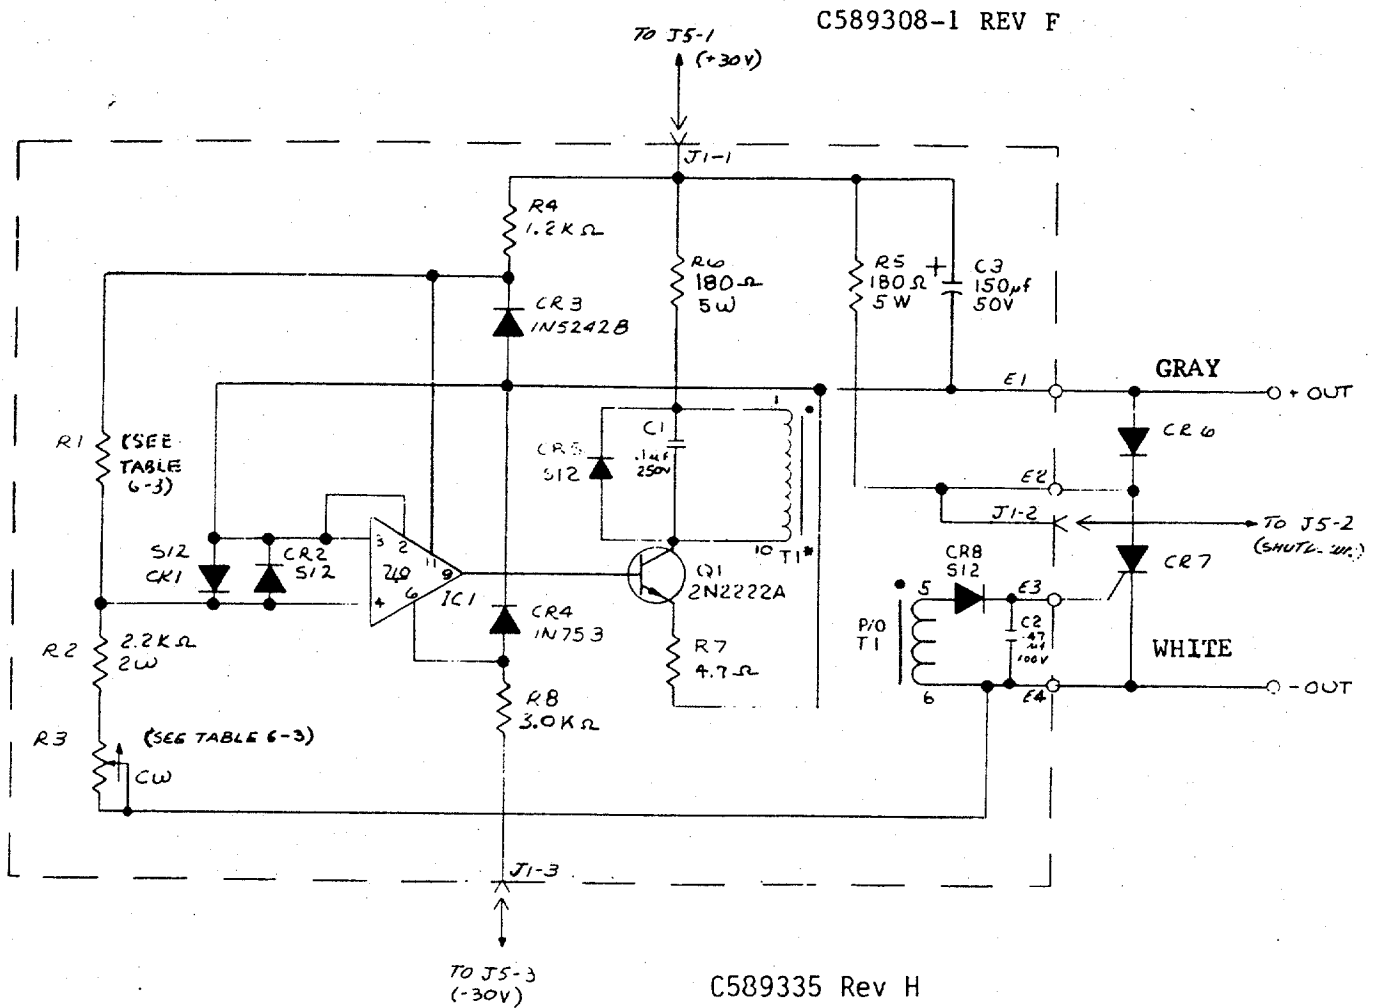 C589308-1 REV F
TO J5-1
(+30V)
J1-1
R4
1.2KΩ
R6
180Ω
5W
R5
180Ω
5W
+
C3
150μf
50V
CR3
1N5242B
E1
GRAY
+ OUT
1
CR6
R1
(SEE
TABLE
6-3)
C1
.1μf
250V
CR5
S12
E2
J1-2
TO J5-2
10
T1*
3
2
11
9
710
6
4
IC1
S12
CR1
CR2
S12
Q1
2N2222A
CR8
S12
CR7
5
E3
CR4
1N753
P/O
T1
C2
.47
μf
100V
R2
2.2KΩ
2W
R7
4.7Ω
WHITE
6
E4
- OUT
R8
3.0KΩ
R3
(SEE TABLE 6-3)
CW
J1-3
TO J5-3
(-30V)
C589335 Rev H